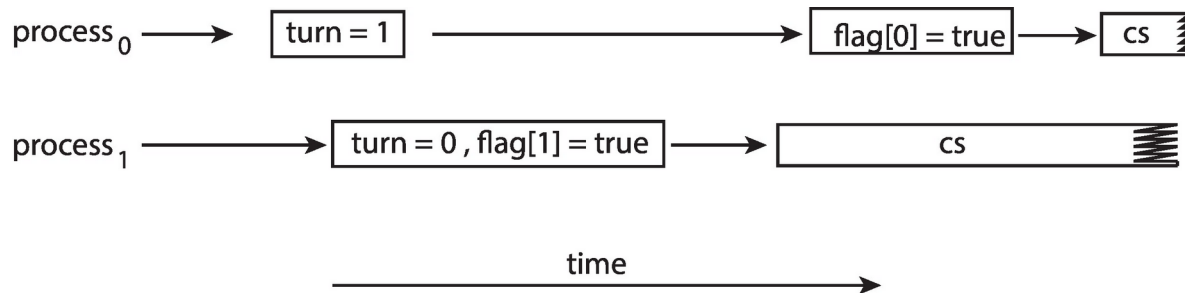 process0 turn = 1 flag[0] = true cs
process1 turn = 0 , flag[1] = true cs
time